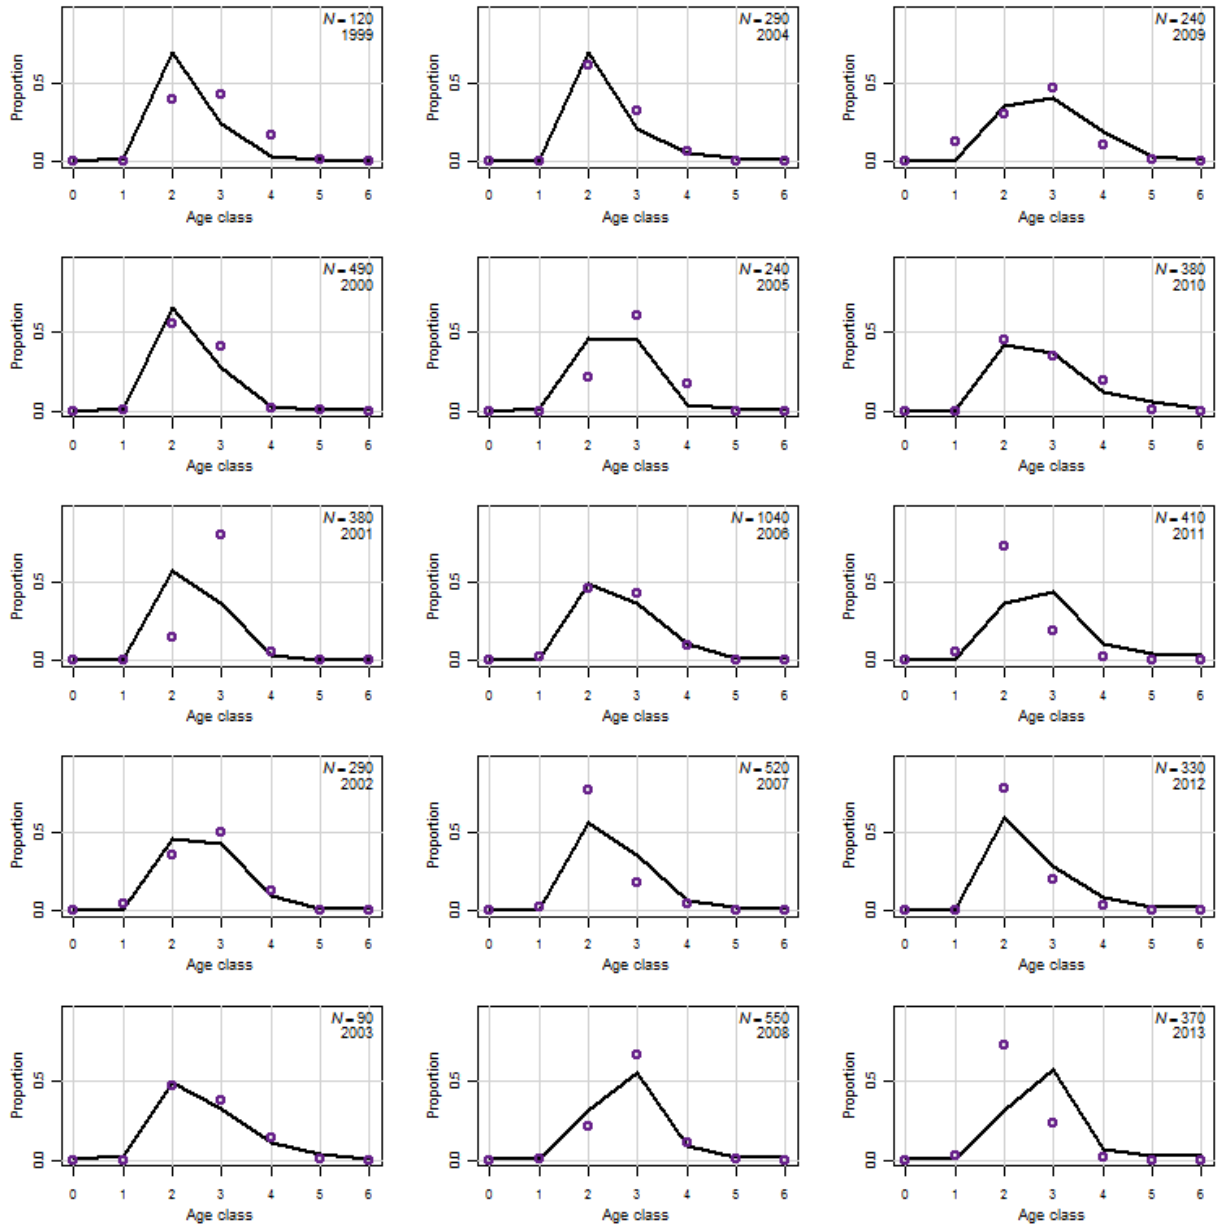 N=120
1999
Proportion
0.5
0.0
0 1 2 3 4 5 6
Age class
N=290
2004
Proportion
0.5
0.0
0 1 2 3 4 5 6
Age class
N=240
2009
Proportion
0.5
0.0
0 1 2 3 4 5 6
Age class
N=490
2000
Proportion
0.5
0.0
0 1 2 3 4 5 6
Age class
N=240
2005
Proportion
0.5
0.0
0 1 2 3 4 5 6
Age class
N=380
2010
Proportion
0.5
0.0
0 1 2 3 4 5 6
Age class
N=380
2001
Proportion
0.5
0.0
0 1 2 3 4 5 6
Age class
N=1040
2006
Proportion
0.5
0.0
0 1 2 3 4 5 6
Age class
N=410
2011
Proportion
0.5
0.0
0 1 2 3 4 5 6
Age class
N=290
2002
Proportion
0.5
0.0
0 1 2 3 4 5 6
Age class
N=520
2007
Proportion
0.5
0.0
0 1 2 3 4 5 6
Age class
N=330
2012
Proportion
0.5
0.0
0 1 2 3 4 5 6
Age class
N=90
2003
Proportion
0.5
0.0
0 1 2 3 4 5 6
Age class
N=550
2008
Proportion
0.5
0.0
0 1 2 3 4 5 6
Age class
N=370
2013
Proportion
0.5
0.0
0 1 2 3 4 5 6
Age class